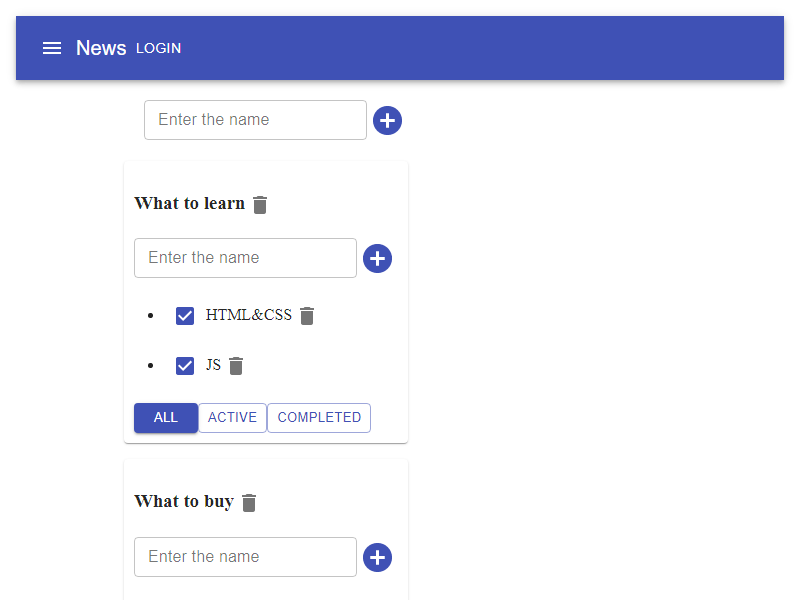 News LOGIN
Enter the name
What to learn
Enter the name
HTML&CSS
JS
ALL ACTIVE COMPLETED
What to buy
Enter the name